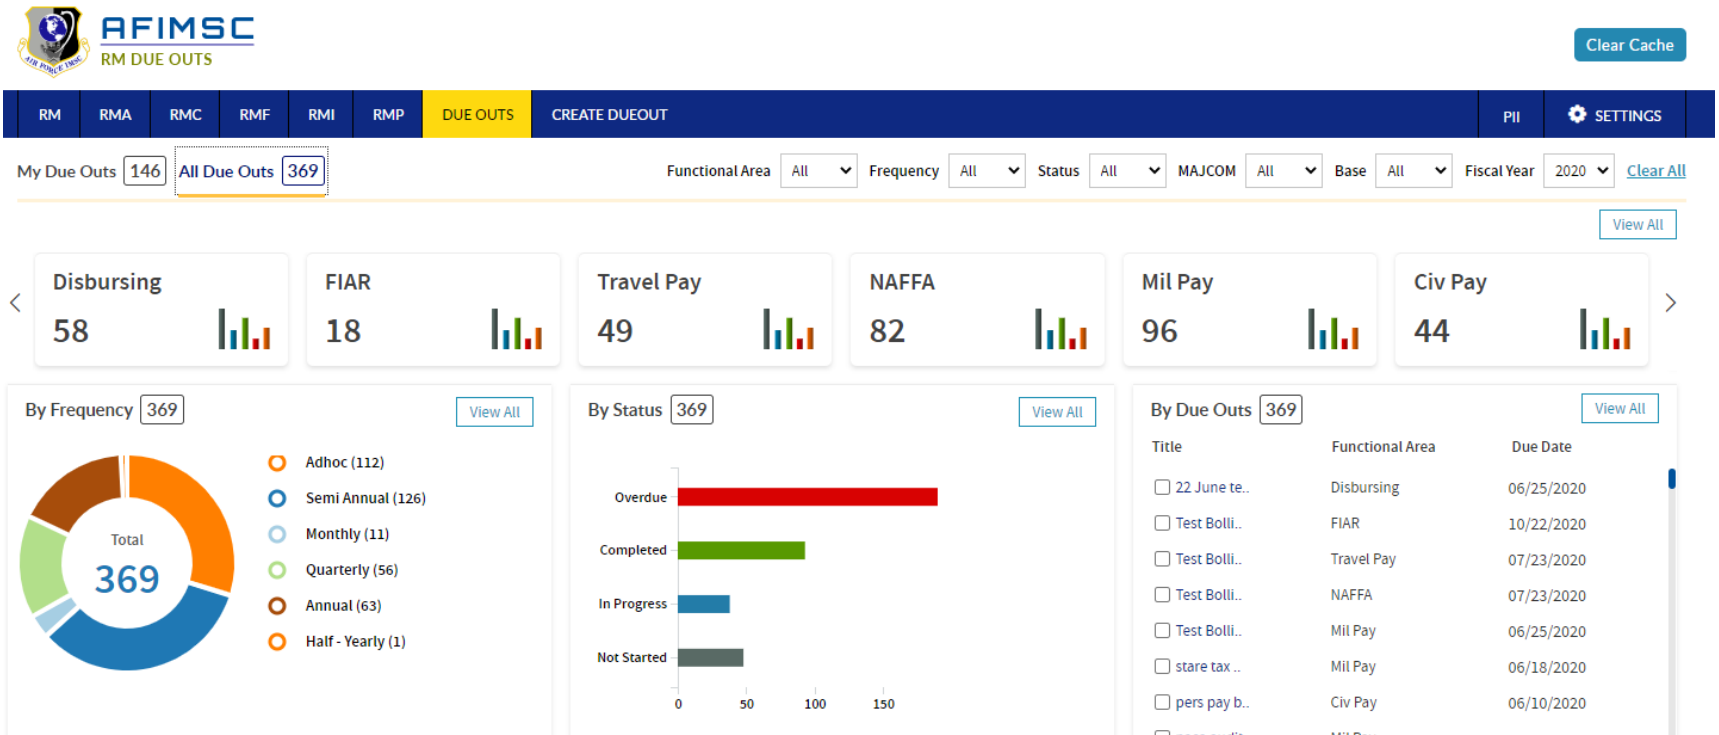 AFIMSC
RM DUE OUTS
AIR FORCE IMSC
Clear Cache
RM RMA RMC RMF RMI RMP DUE OUTS CREATE DUEOUT PII SETTINGS
My Due Outs 146 All Due Outs 369 Functional Area All Frequency All Status All MAJCOM All Base All Fiscal Year 2020 Clear All
View All
Disbursing
58
FIAR
18
Travel Pay
49
NAFFA
82
Mil Pay
96
Civ Pay
44
By Frequency 369 View All
Total
369
Adhoc (112)
Semi Annual (126)
Monthly (11)
Quarterly (56)
Annual (63)
Half - Yearly (1)
By Status 369 View All
Overdue
Completed
In Progress
Not Started
0 50 100 150
By Due Outs 369 View All
Title Functional Area Due Date
22 June te.. Disbursing 06/25/2020
Test Bolli.. FIAR 10/22/2020
Test Bolli.. Travel Pay 07/23/2020
Test Bolli.. NAFFA 07/23/2020
Test Bolli.. Mil Pay 06/25/2020
stare tax .. Mil Pay 06/18/2020
pers pay b.. Civ Pay 06/10/2020